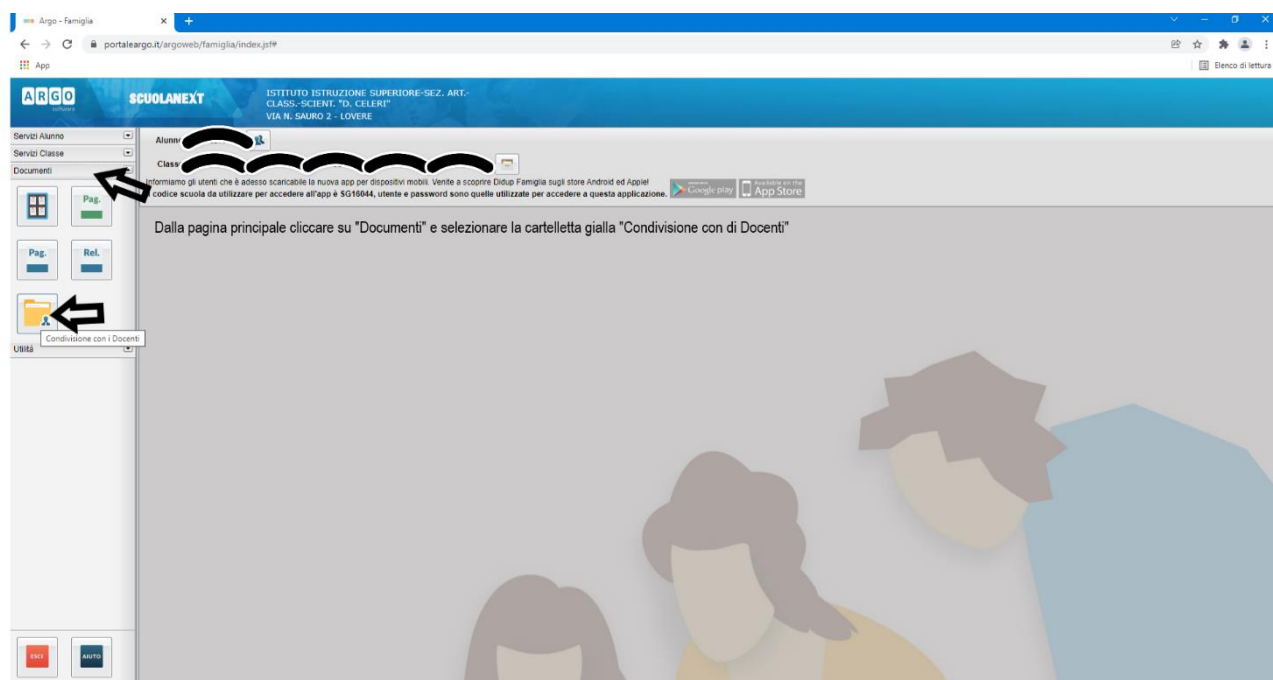 Argo - Famiglia
portaleargo.it/argoweb/famiglia/index.jsf#
App
Elenco di lettura
ARGO
software
SCUOLANEXT
ISTITUTO ISTRUZIONE SUPERIORE-SEZ. ART.-
CLASS.-SCIENT. "D. CELERI"
VIA N. SAURO 2 - LOVERE
Servizi Alunno
Servizi Classe
Documenti
Pag.
Pag.
Rel.
Condivisione con i Docenti
Utilità
ESCI
AIUTO
Class
Informiamo gli utenti che è adesso scaricabile la nuova app per dispositivi mobili. Venite a scoprire Didup Famiglia sugli store Android ed Apple!
codice scuola da utilizzare per accedere all'app è SG16044, utente e password sono quelle utilizzate per accedere a questa applicazione.
Google play
Available on the
App Store
Dalla pagina principale cliccare su "Documenti" e selezionare la cartelletta gialla "Condivisione con di Docenti"